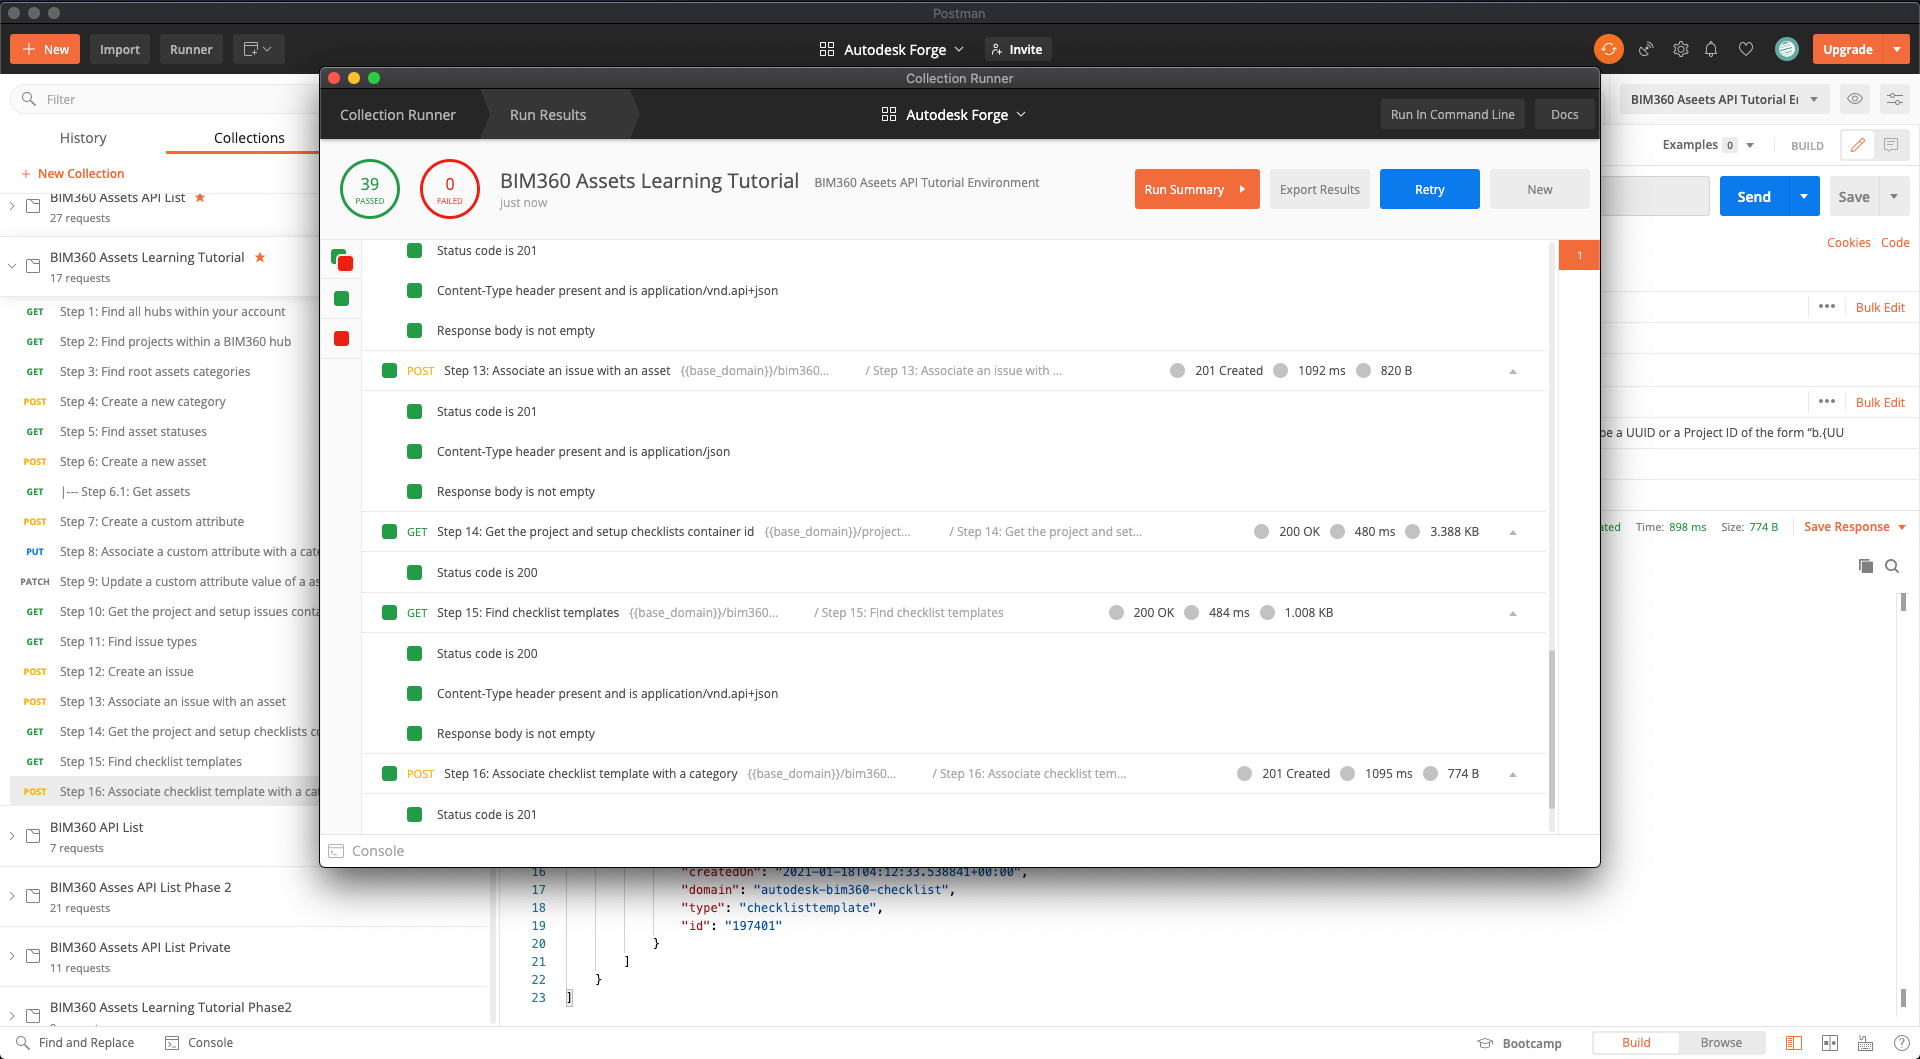 Postman
New
Import
Runner
Autodesk Forge
Invite
Upgrade
Filter
History
Collections
New Collection
BIM360 Assets API List
27 requests
BIM360 Assets Learning Tutorial
17 requests
GET Step 1: Find all hubs within your account
GET Step 2: Find projects within a BIM360 hub
GET Step 3: Find root assets categories
POST Step 4: Create a new category
GET Step 5: Find asset statuses
POST Step 6: Create a new asset
GET |--- Step 6.1: Get assets
POST Step 7: Create a custom attribute
PUT Step 8: Associate a custom attribute with a cate
PATCH Step 9: Update a custom attribute value of a as
GET Step 10: Get the project and setup issues conta
GET Step 11: Find issue types
POST Step 12: Create an issue
POST Step 13: Associate an issue with an asset
GET Step 14: Get the project and setup checklists co
GET Step 15: Find checklist templates
POST Step 16: Associate checklist template with a cat
BIM360 API List
7 requests
BIM360 Asses API List Phase 2
21 requests
BIM360 Assets API List Private
11 requests
BIM360 Assets Learning Tutorial Phase2
Collection Runner
Collection Runner
Run Results
Autodesk Forge
Run In Command Line
Docs
39
PASSED
0
FAILED
BIM360 Assets Learning Tutorial
BIM360 Aseets API Tutorial Environment
just now
Run Summary
Export Results
Retry
New
1
Status code is 201
Content-Type header present and is application/vnd.api+json
Response body is not empty
POST Step 13: Associate an issue with an asset {{base_domain}}/bim360... / Step 13: Associate an issue with ... 201 Created 1092 ms 820 B
Status code is 201
Content-Type header present and is application/json
Response body is not empty
GET Step 14: Get the project and setup checklists container id {{base_domain}}/project... / Step 14: Get the project and set... 200 OK 480 ms 3.388 KB
Status code is 200
GET Step 15: Find checklist templates {{base_domain}}/bim360... / Step 15: Find checklist templates 200 OK 484 ms 1.008 KB
Status code is 200
Content-Type header present and is application/vnd.api+json
Response body is not empty
POST Step 16: Associate checklist template with a category {{base_domain}}/bim360... / Step 16: Associate checklist tem... 201 Created 1095 ms 774 B
Status code is 201
Console
BIM360 Aseets API Tutorial
Examples 0
BUILD
Send
Save
Cookies Code
Bulk Edit
Bulk Edit
be a UUID or a Project ID of the form “b.{UU
ated Time: 898 ms Size: 774 B Save Response
16 "createdOn": "2021-01-18T04:12:33.538841+00:00",
17 "domain": "autodesk-bim360-checklist",
18 "type": "checklisttemplate",
19 "id": "197401"
20 }
21 ]
22 }
23 ]
Find and Replace
Console
Bootcamp
Build
Browse